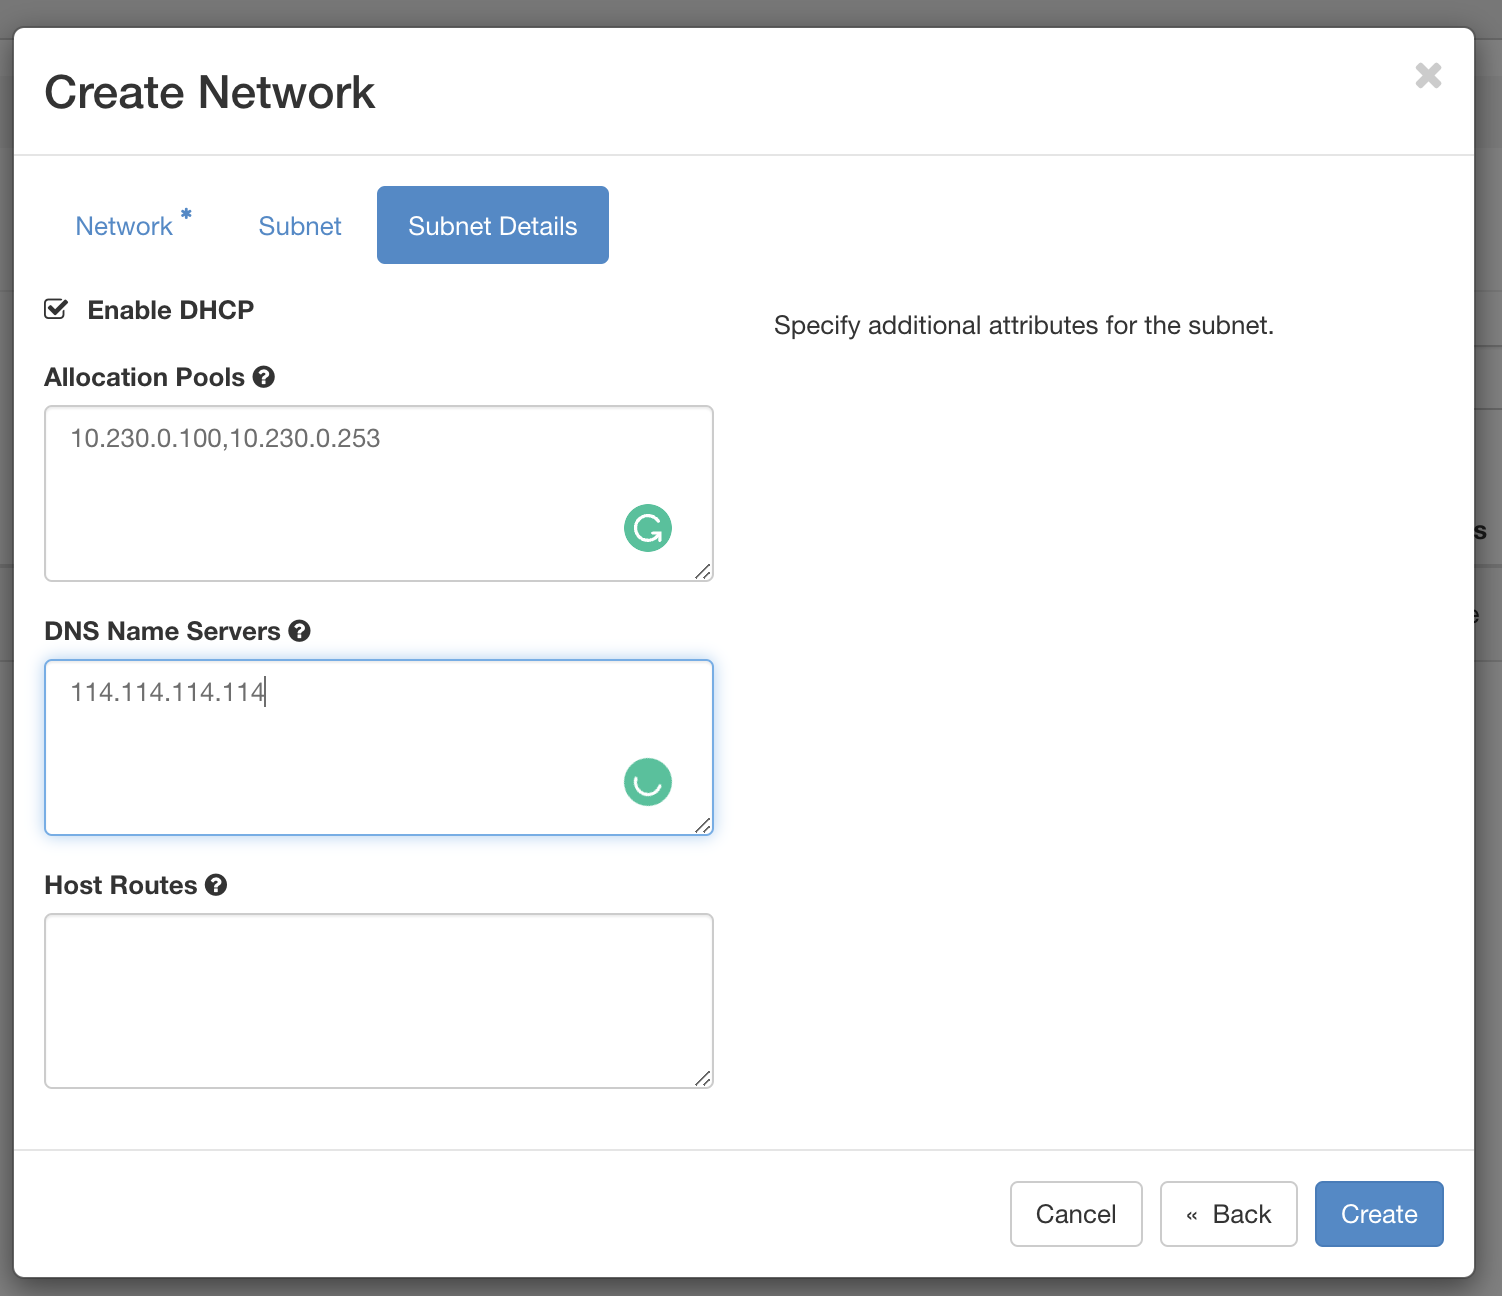 Create Network
Network *
Subnet
Subnet Details
Enable DHCP
Specify additional attributes for the subnet.
Allocation Pools
10.230.0.100,10.230.0.253
DNS Name Servers
114.114.114.114
Host Routes
s
e
Cancel
« Back
Create